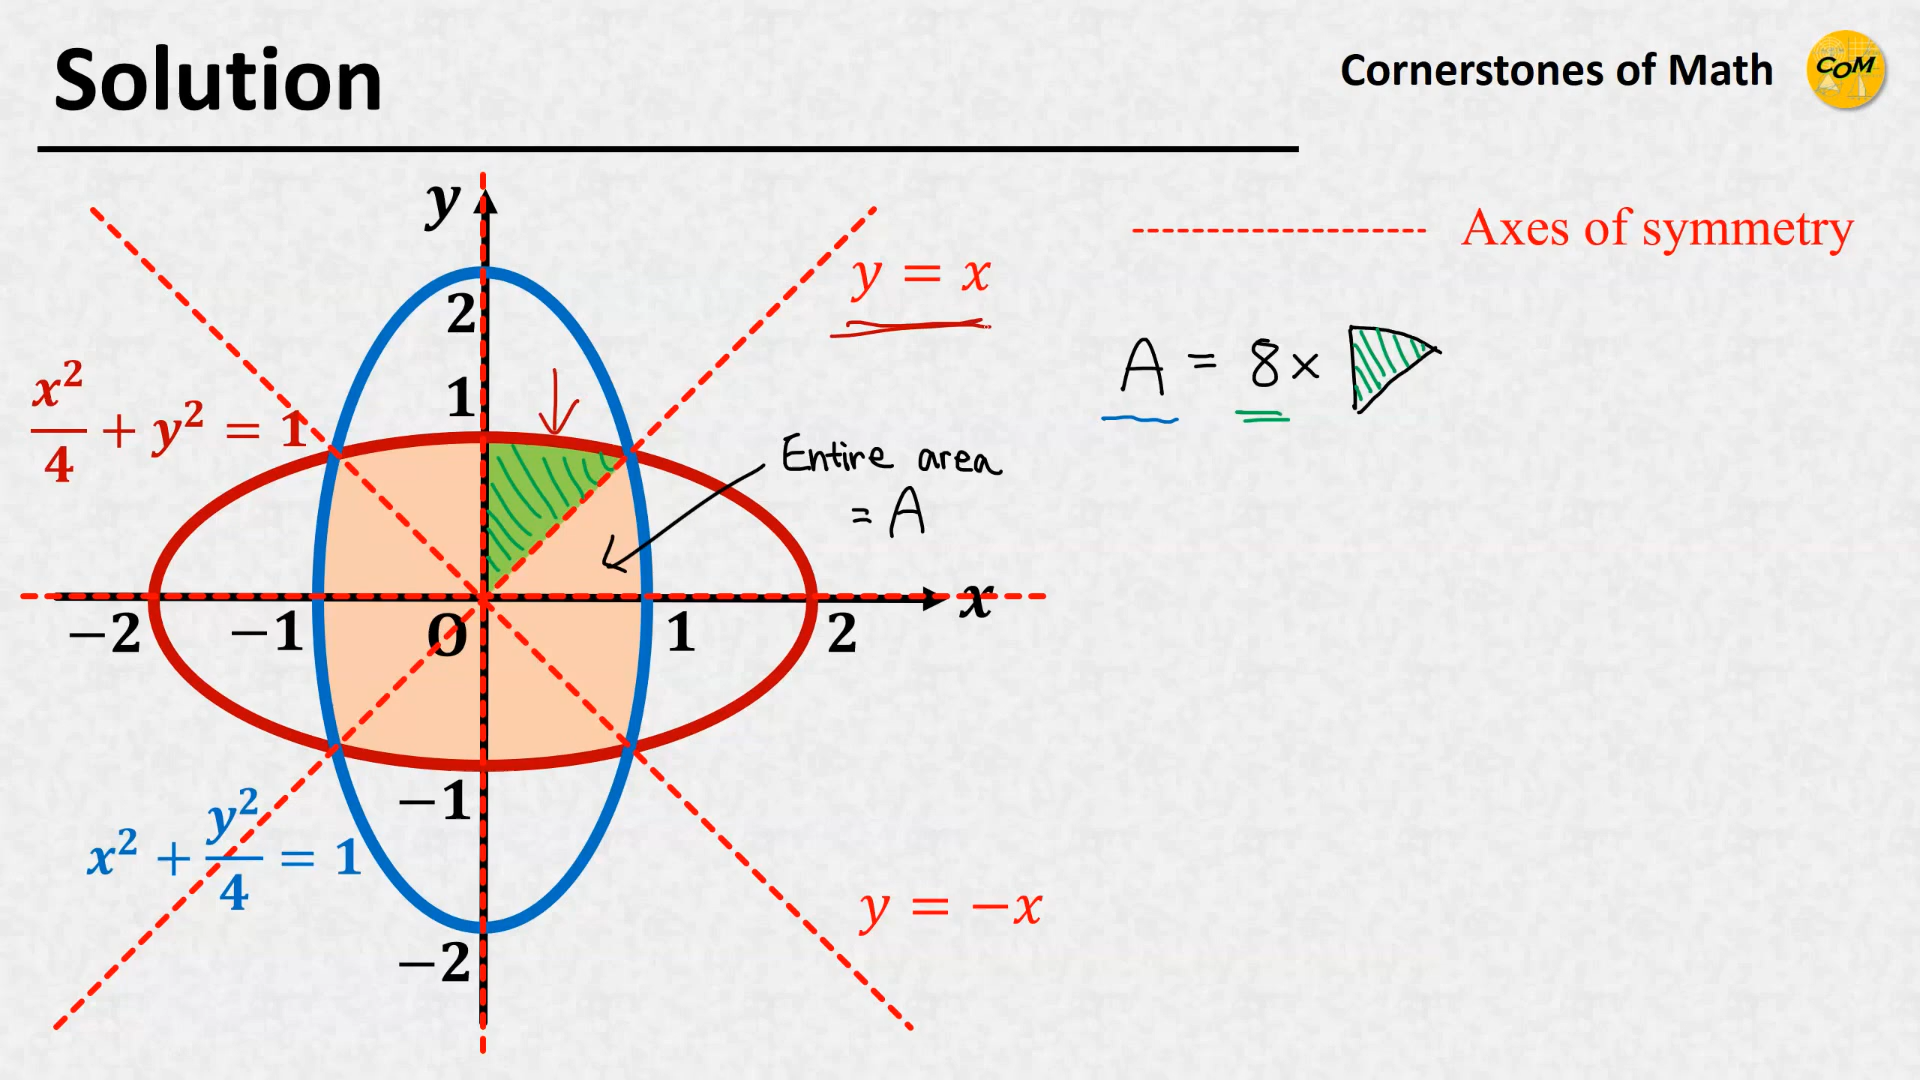 Solution
Cornerstones of Math
COM
y
Axes of symmetry
y = x
2
A = 8 ×
1
x²/4 + y² = 1
Entire area
= A
x
−2 −1 O 1 2
−1
x² + y²/4 = 1
y = −x
−2